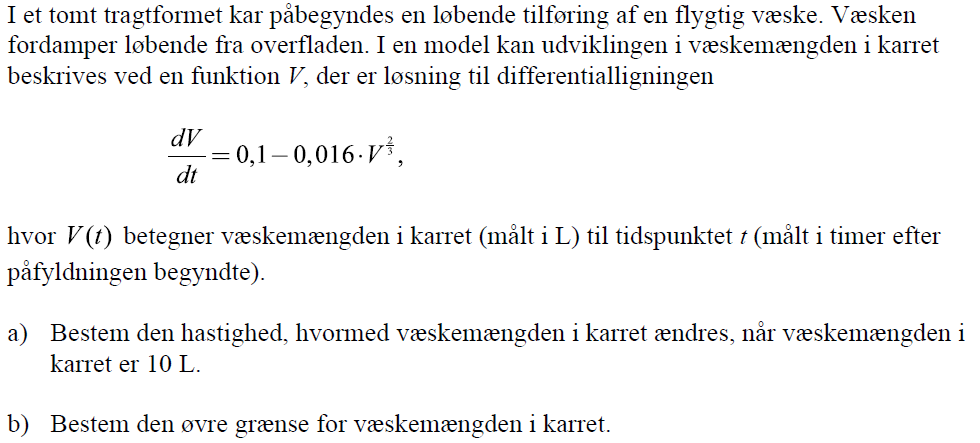 I et tomt tragtformet kar påbegyndes en løbende tilføring af en flygtig væske. Væsken
fordamper løbende fra overfladen. I en model kan udviklingen i væskemængden i karret
beskrives ved en funktion V, der er løsning til differentialligningen
dV/dt = 0,1 − 0,016 · V^(2/3),
hvor V(t) betegner væskemængden i karret (målt i L) til tidspunktet t (målt i timer efter
påfyldningen begyndte).
a) Bestem den hastighed, hvormed væskemængden i karret ændres, når væskemængden i
karret er 10 L.
b) Bestem den øvre grænse for væskemængden i karret.